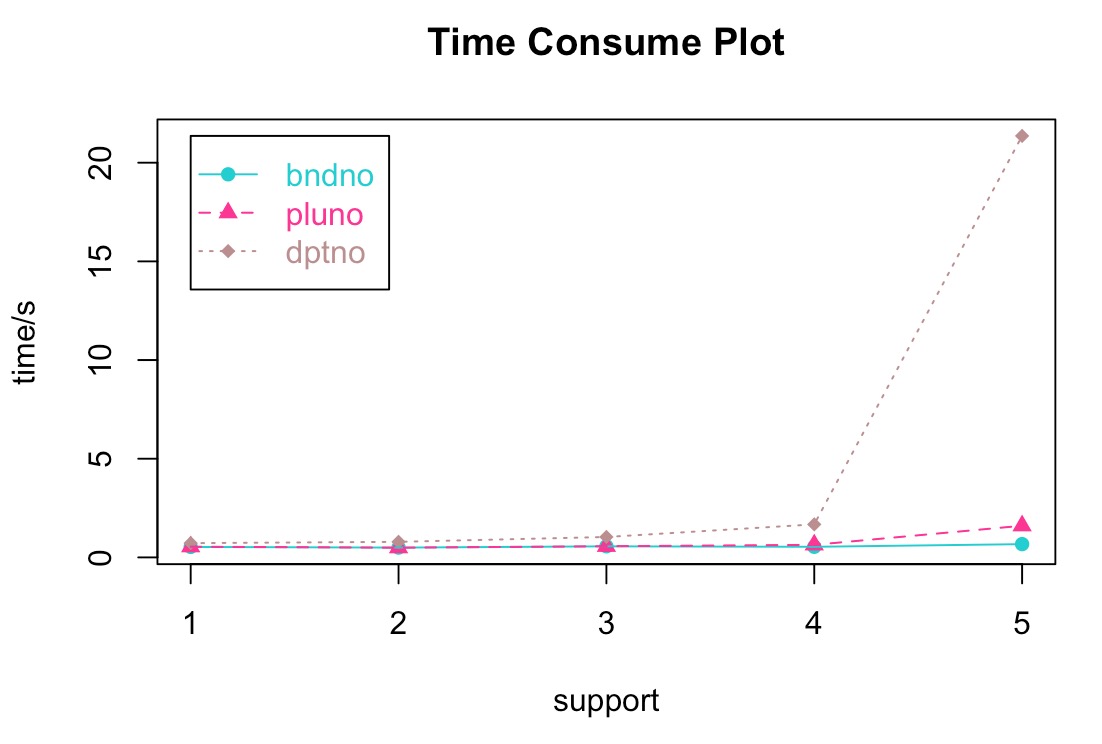 Time Consume Plot
bndno
pluno
dptno
time/s
20
15
10
5
0
1 2 3 4 5
support